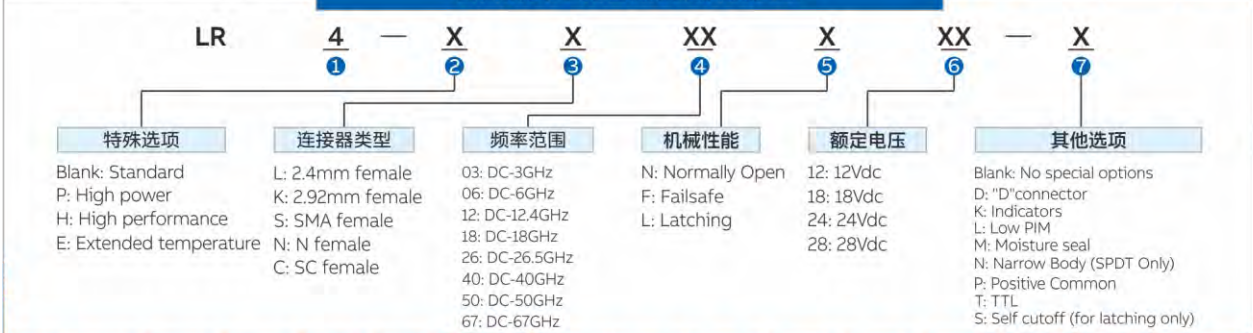 LR 4 — X X XX X XX — X
1 2 3 4 5 6 7
特殊选项
Blank: Standard
P: High power
H: High performance
E: Extended temperature
连接器类型
L: 2.4mm female
K: 2.92mm female
S: SMA female
N: N female
C: SC female
频率范围
03: DC-3GHz
06: DC-6GHz
12: DC-12.4GHz
18: DC-18GHz
26: DC-26.5GHz
40: DC-40GHz
50: DC-50GHz
67: DC-67GHz
机械性能
N: Normally Open
F: Failsafe
L: Latching
额定电压
12: 12Vdc
18: 18Vdc
24: 24Vdc
28: 28Vdc
其他选项
Blank: No special options
D: "D"connector
K: Indicators
L: Low PIM
M: Moisture seal
N: Narrow Body (SPDT Only)
P: Positive Common
T: TTL
S: Self cutoff (for latching only)